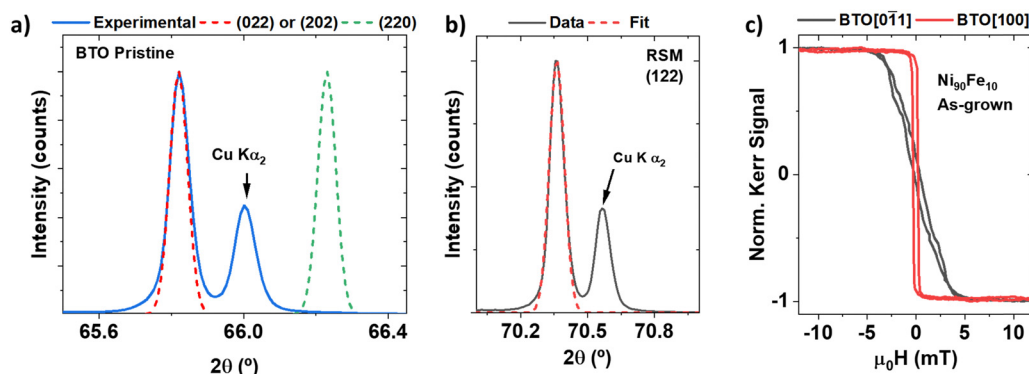 a)
Experimental (022) or (202) (220)
BTO Pristine
Cu Kα₂
Intensity (counts)
65.6 66.0 66.4
2θ (º)
b)
Data Fit
RSM
(122)
Cu K α₂
Intensity (counts)
70.2 70.5 70.8
2θ (º)
c)
BTO[01̄1] BTO[100]
Ni₉₀Fe₁₀
As-grown
Norm. Kerr Signal
1
0
-1
-10 -5 0 5 10
μ₀H (mT)